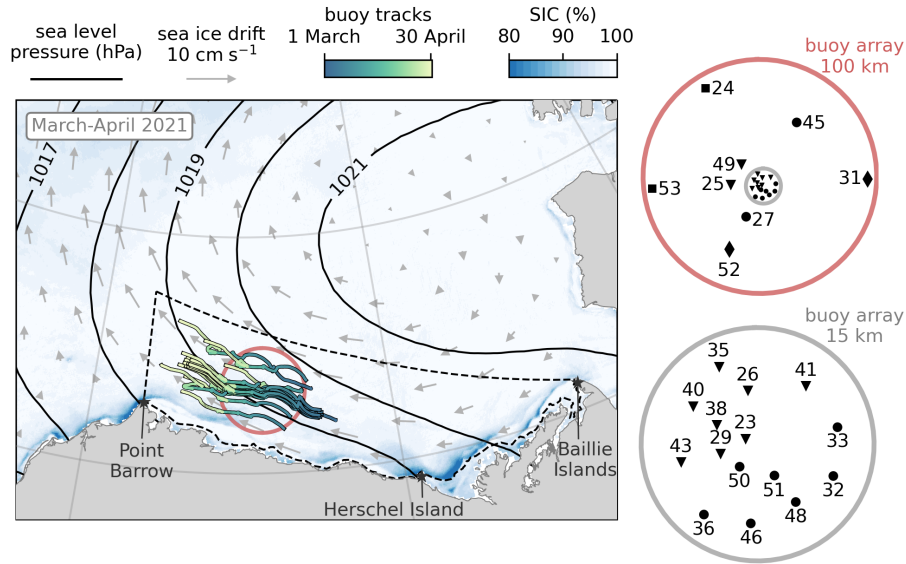 sea level
pressure (hPa)
sea ice drift
10 cm s⁻¹
buoy tracks
1 March 30 April
SIC (%)
80 90 100
March-April 2021
1017
1019
1021
Point
Barrow
Herschel Island
Baillie
Islands
buoy array
100 km
24
45
49
25
31
53
27
52
buoy array
15 km
35
26
41
40
38
23
33
29
43
50
51
32
48
36
46